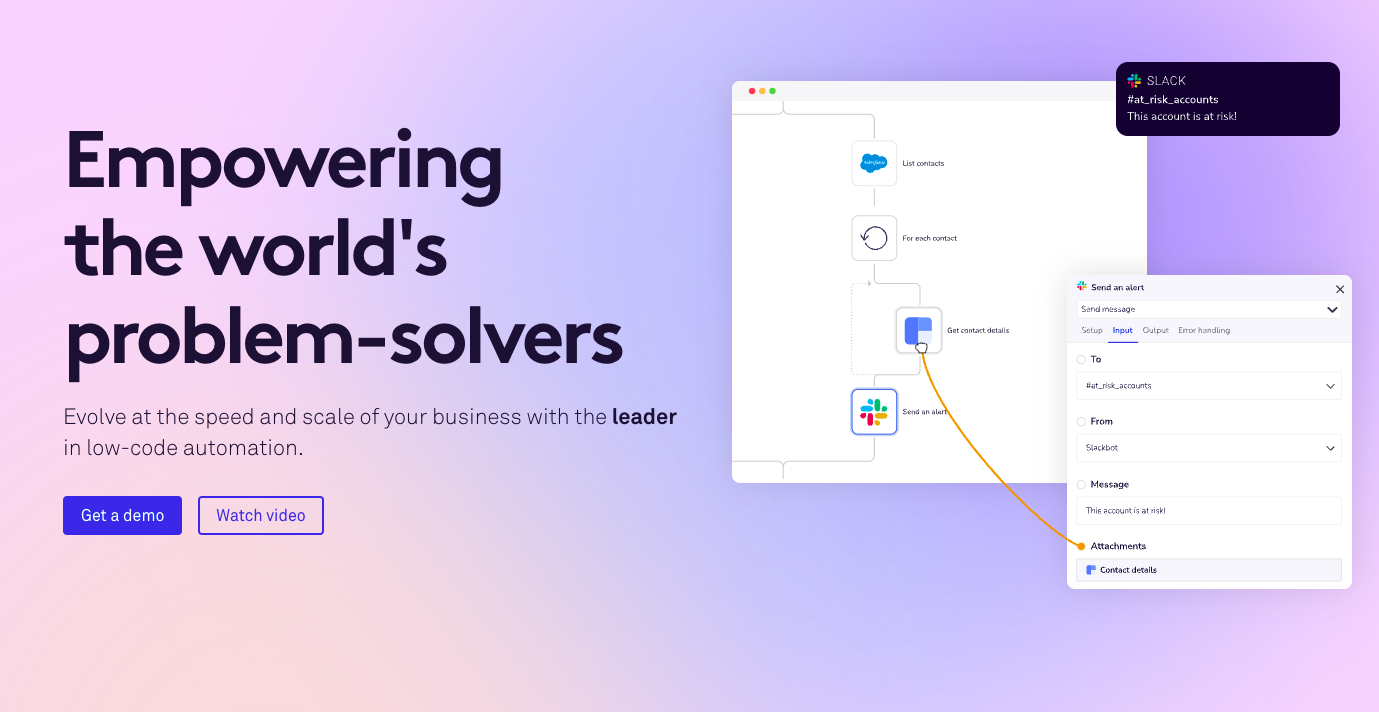 Empowering
the world's
problem-solvers
Evolve at the speed and scale of your business with the leader
in low-code automation.
Get a demo
Watch video
List contacts
For each contact
Get contact details
Send an alert
SLACK
#at_risk_accounts
This account is at risk!
Send an alert
Send message
Setup Input Output Error handling
To
#at_risk_accounts
From
Slackbot
Message
This account is at risk!
Attachments
Contact details